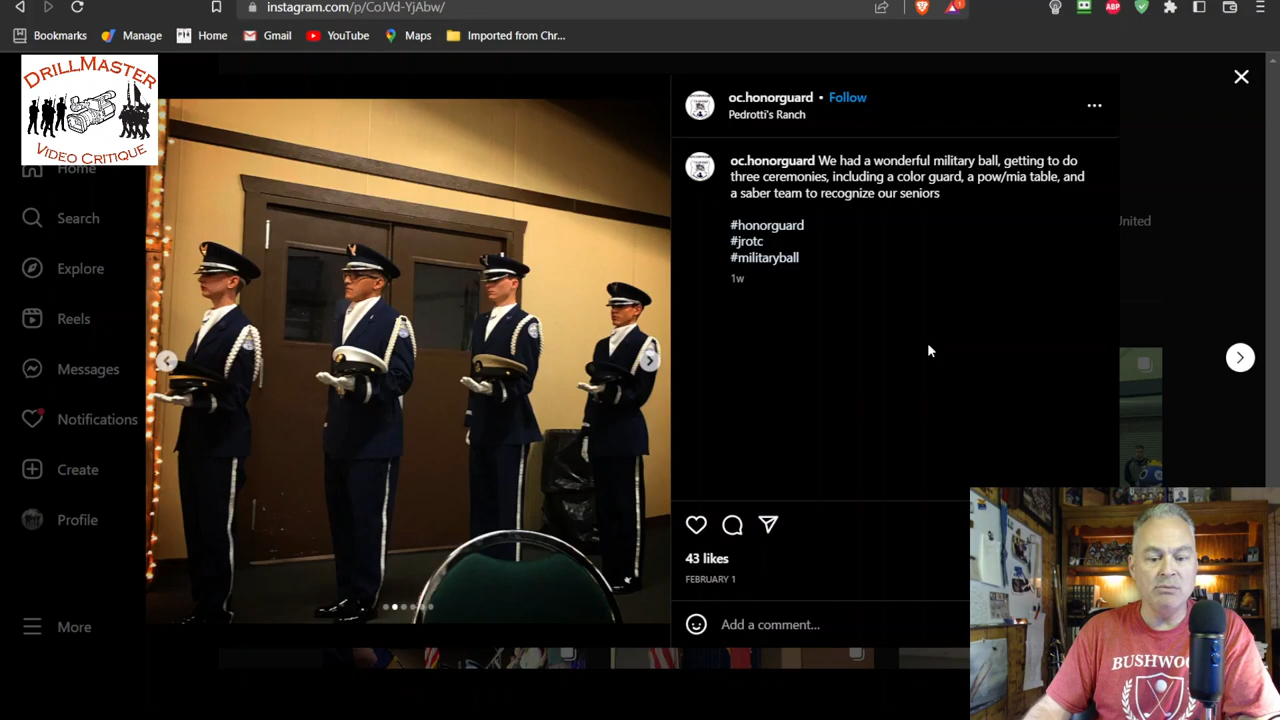 instagram.com/p/CoJVd-YjAbw/
Bookmarks Manage Home Gmail YouTube Maps Imported from Chr...
DRILLMASTER
VIDEO CRITIQUE
Home
Search
Explore
Reels
Messages
Notifications
Create
Profile
More
oc.honorguard • Follow
Pedrotti's Ranch
oc.honorguard We had a wonderful military ball, getting to do
three ceremonies, including a color guard, a pow/mia table, and
a saber team to recognize our seniors
#honorguard
#jrotc
#militaryball
1w
43 likes
FEBRUARY 1
Add a comment...
United
ABP
1
BUSHWO